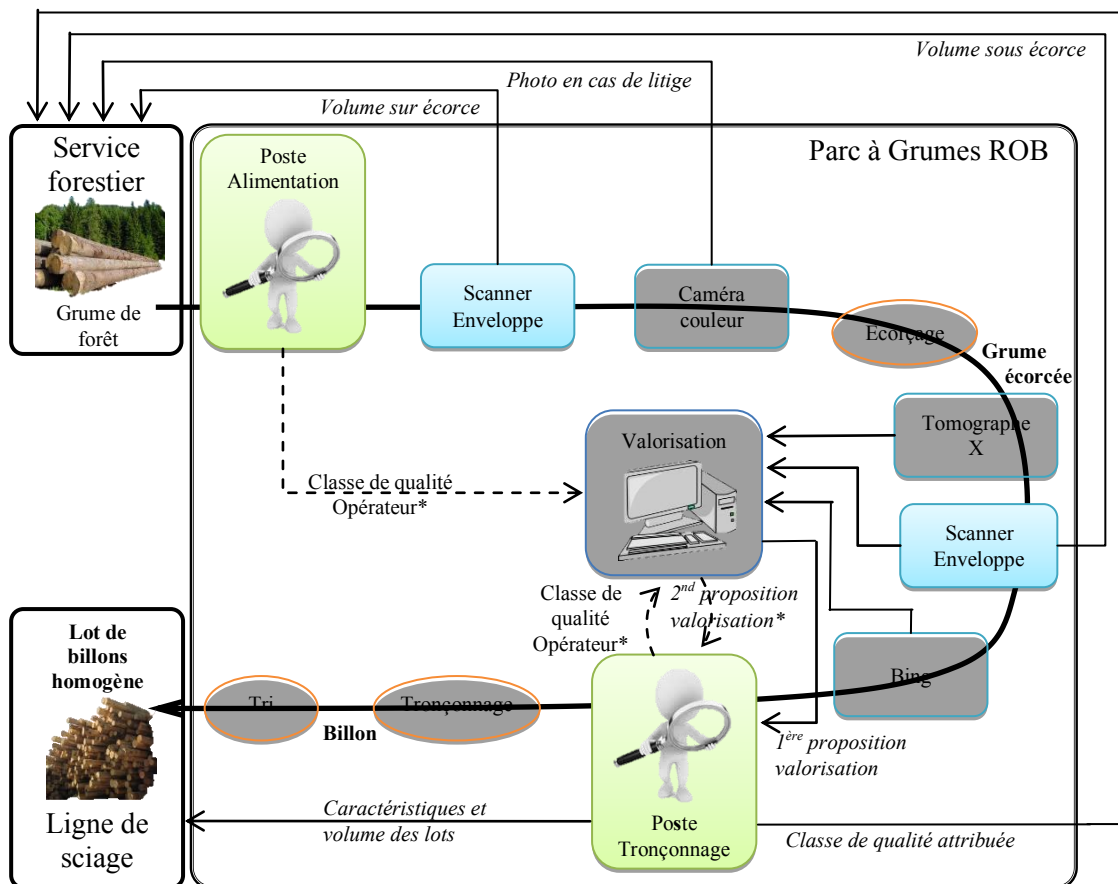 Volume sous écorce
Photo en cas de litige
Volume sur écorce
Service
forestier
Grume de
forêt
Poste
Alimentation
Parc à Grumes ROB
Scanner
Enveloppe
Caméra
couleur
Ecorçage
Grume
écorcée
Tomographe
X
Valorisation
Classe de qualité
Opérateur*
Scanner
Enveloppe
Classe de
qualité
Opérateur*
2nd proposition
valorisation*
Bing
Lot de
billons
homogène
Tri
Tronçonnage
Billon
1ère proposition
valorisation
Ligne de
sciage
Caractéristiques et
volume des lots
Poste
Tronçonnage
Classe de qualité attribuée